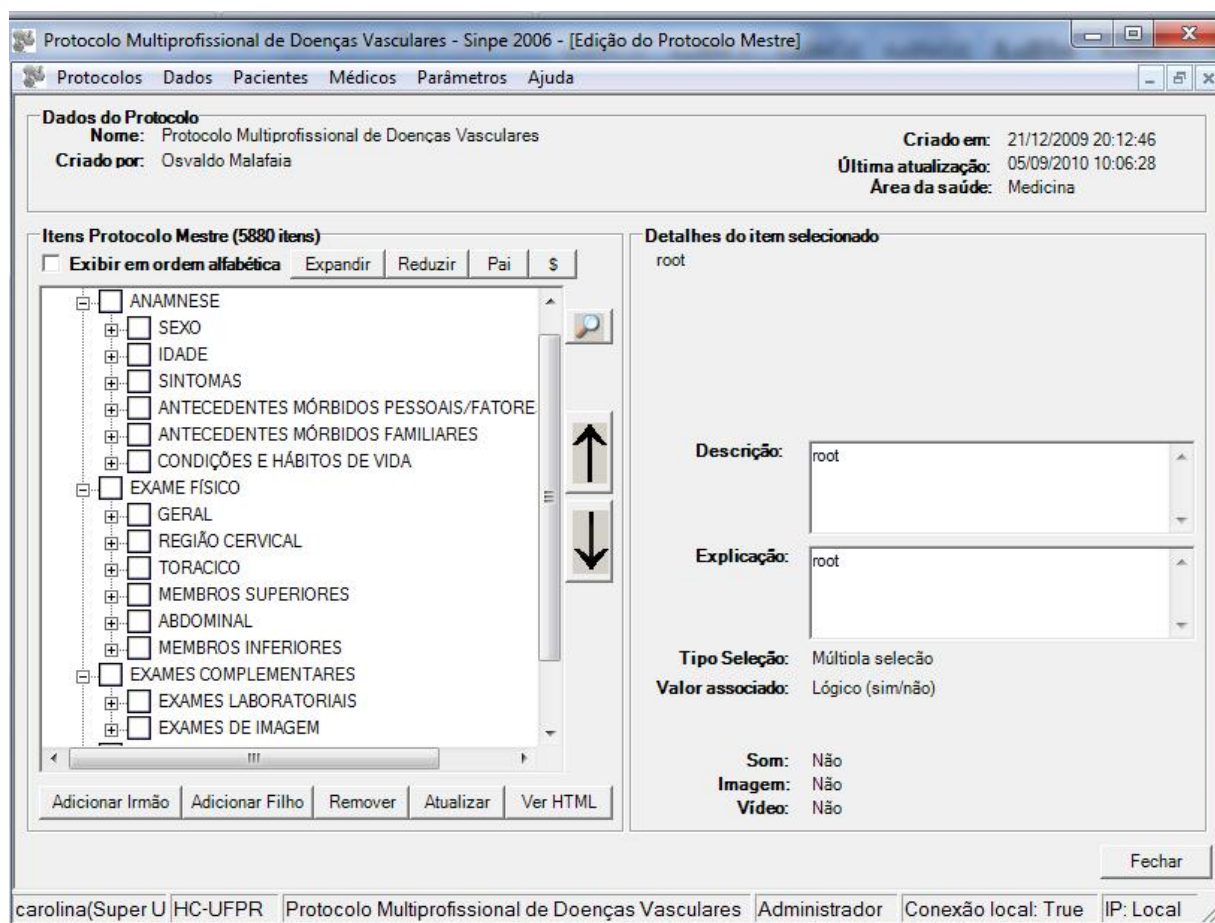 Protocolo Multiprofissional de Doenças Vasculares - Sinpe 2006 - [Edição do Protocolo Mestre]
Protocolos Dados Pacientes Médicos Parâmetros Ajuda
Dados do Protocolo
Nome: Protocolo Multiprofissional de Doenças Vasculares
Criado por: Osvaldo Malafaia
Criado em: 21/12/2009 20:12:46
Última atualização: 05/09/2010 10:06:28
Área da saúde: Medicina
Itens Protocolo Mestre (5880 itens)
Exibir em ordem alfabética Expandir Reduzir Pai $
ANAMNESE
SEXO
IDADE
SINTOMAS
ANTECEDENTES MÓRBIDOS PESSOAIS/FATORE
ANTECEDENTES MÓRBIDOS FAMILIARES
CONDIÇÕES E HÁBITOS DE VIDA
EXAME FÍSICO
GERAL
REGIÃO CERVICAL
TORACICO
MEMBROS SUPERIORES
ABDOMINAL
MEMBROS INFERIORES
EXAMES COMPLEMENTARES
EXAMES LABORATORIAIS
EXAMES DE IMAGEM
Adicionar Irmão Adicionar Filho Remover Atualizar Ver HTML
Detalhes do item selecionado
root
Descrição: root
Explicação: root
Tipo Seleção: Múltipla seleção
Valor associado: Lógico (sim/não)
Som: Não
Imagem: Não
Vídeo: Não
Fechar
carolina(Super U HC-UFPR Protocolo Multiprofissional de Doenças Vasculares Administrador Conexão local: True IP: Local